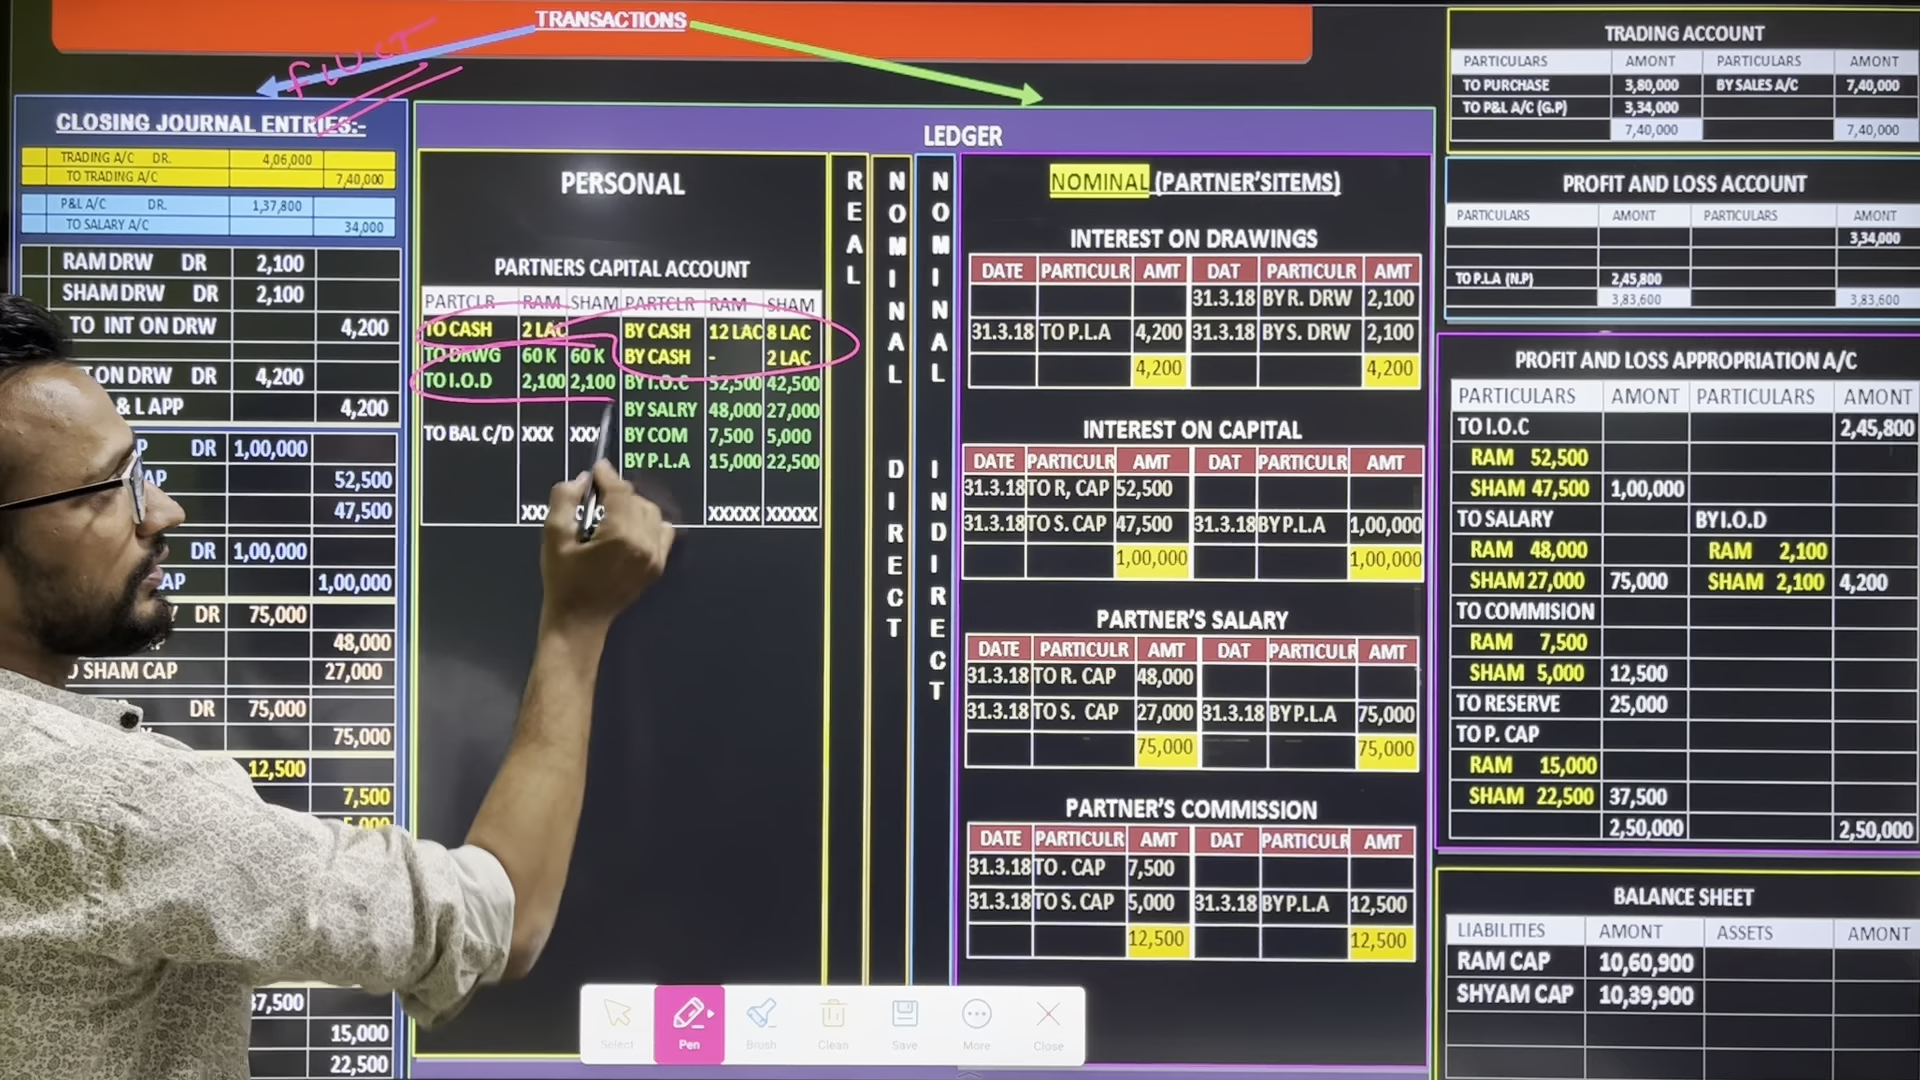 TRANSACTIONS
FLUCT
CLOSING JOURNAL ENTRIES:-
TRADING A/C DR. 4,06,000
TO TRADING A/C 7,40,000
P&L A/C DR. 1,37,800
TO SALARY A/C 34,000
RAM DRW DR 2,100
SHAM DRW DR 2,100
TO INT ON DRW 4,200
ON DRW DR 4,200
& L APP 4,200
DR 1,00,000
AP 52,500
47,500
DR 1,00,000
AP 1,00,000
DR 75,000
48,000
SHAM CAP 27,000
DR 75,000
75,000
12,500
7,500
5,000
37,500
15,000
22,500
LEDGER
PERSONAL
PARTNERS CAPITAL ACCOUNT
PARTCLR RAM SHAM PARTCLR RAM SHAM
TO CASH 2 LAC BY CASH 12 LAC 8 LAC
TO DRWG 60 K 60 K BY CASH - 2 LAC
TO I.O.D 2,100 2,100 BY I.O.C 52,500 42,500
BY SALRY 48,000 27,000
TO BAL C/D XXX XXX BY COM 7,500 5,000
BY P.L.A 15,000 22,500
XXXXX XXXXX
REAL
NOMINAL DIRECT
NOMINAL INDIRECT
NOMINAL (PARTNER'SITEMS)
INTEREST ON DRAWINGS
DATE PARTICULR AMT DAT PARTICULR AMT
31.3.18 BY R. DRW 2,100
31.3.18 TO P.L.A 4,200 31.3.18 BY S. DRW 2,100
4,200 4,200
INTEREST ON CAPITAL
DATE PARTICULR AMT DAT PARTICULR AMT
31.3.18 TO R, CAP 52,500
31.3.18 TO S. CAP 47,500 31.3.18 BY P.L.A 1,00,000
1,00,000 1,00,000
PARTNER'S SALARY
DATE PARTICULR AMT DAT PARTICULR AMT
31.3.18 TO R. CAP 48,000
31.3.18 TO S. CAP 27,000 31.3.18 BY P.L.A 75,000
75,000 75,000
PARTNER'S COMMISSION
DATE PARTICULR AMT DAT PARTICULR AMT
31.3.18 TO . CAP 7,500
31.3.18 TO S. CAP 5,000 31.3.18 BY P.L.A 12,500
12,500 12,500
TRADING ACCOUNT
PARTICULARS AMONT PARTICULARS AMONT
TO PURCHASE 3,80,000 BY SALES A/C 7,40,000
TO P&L A/C (G.P) 3,34,000
7,40,000 7,40,000
PROFIT AND LOSS ACCOUNT
PARTICULARS AMONT PARTICULARS AMONT
3,34,000
TO P.L.A (N.P) 2,45,800
3,83,600 3,83,600
PROFIT AND LOSS APPROPRIATION A/C
PARTICULARS AMONT PARTICULARS AMONT
TO I.O.C 2,45,800
RAM 52,500
SHAM 47,500 1,00,000
TO SALARY BY I.O.D
RAM 48,000 RAM 2,100
SHAM 27,000 75,000 SHAM 2,100 4,200
TO COMMISION
RAM 7,500
SHAM 5,000 12,500
TO RESERVE 25,000
TO P. CAP
RAM 15,000
SHAM 22,500 37,500
2,50,000 2,50,000
BALANCE SHEET
LIABILITIES AMONT ASSETS AMONT
RAM CAP 10,60,900
SHYAM CAP 10,39,900
Select Pen Brush Clean Save More Close